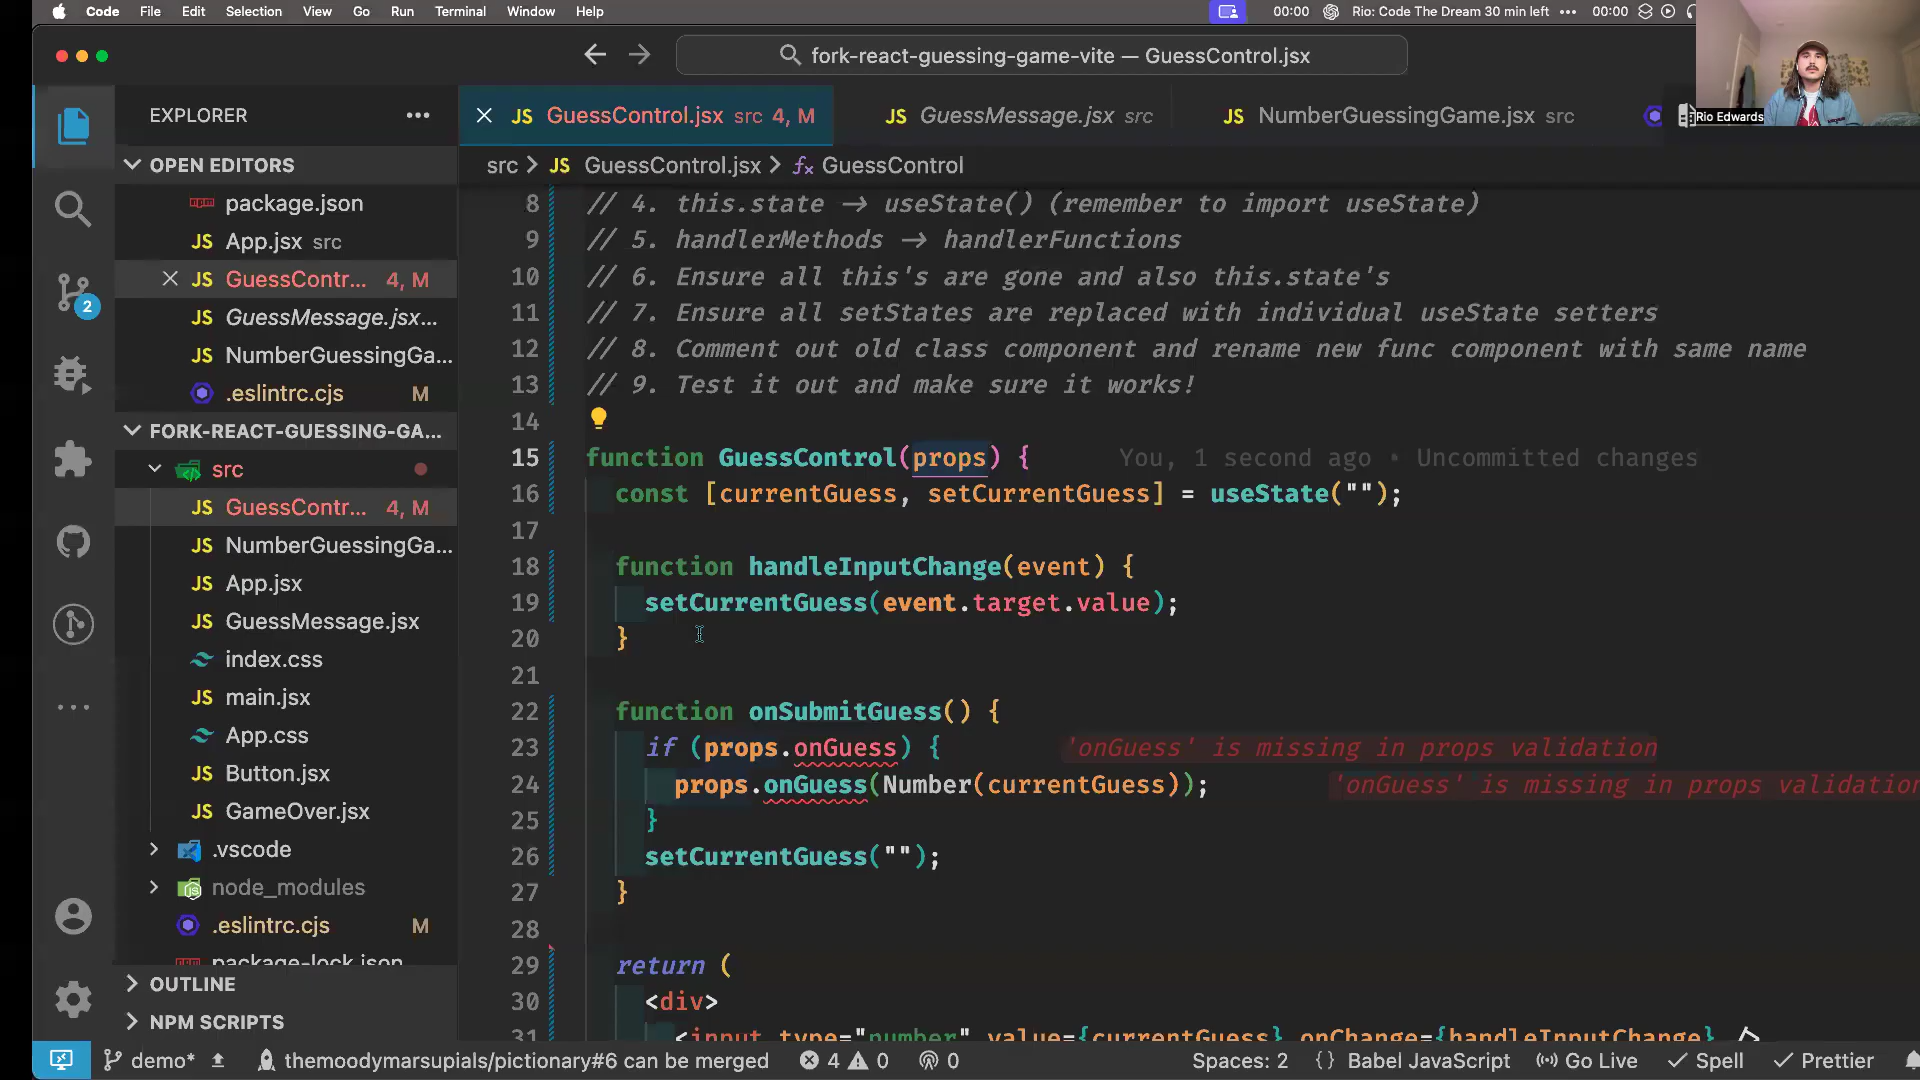 Code File Edit Selection View Go Run Terminal Window Help 00:00 Rio: Code The Dream 30 min left ••• 00:00
fork-react-guessing-game-vite — GuessControl.jsx
EXPLORER
GuessControl.jsx src 4, M GuessMessage.jsx src NumberGuessingGame.jsx src
Rio Edwards
src > JS GuessControl.jsx > GuessControl
OPEN EDITORS
package.json
JS App.jsx src
JS GuessContr... 4, M
JS GuessMessage.jsx...
JS NumberGuessingGa...
.eslintrc.cjs M
FORK-REACT-GUESSING-GA...
src
JS GuessContr... 4, M
JS NumberGuessingGa...
JS App.jsx
JS GuessMessage.jsx
index.css
JS main.jsx
App.css
JS Button.jsx
JS GameOver.jsx
.vscode
node_modules
.eslintrc.cjs M
package-lock.json
OUTLINE
NPM SCRIPTS
2
8 // 4. this.state → useState() (remember to import useState)
9 // 5. handlerMethods → handlerFunctions
10 // 6. Ensure all this's are gone and also this.state's
11 // 7. Ensure all setStates are replaced with individual useState setters
12 // 8. Comment out old class component and rename new func component with same name
13 // 9. Test it out and make sure it works!
14
15 function GuessControl(props) { You, 1 second ago • Uncommitted changes
16 const [currentGuess, setCurrentGuess] = useState("");
17
18 function handleInputChange(event) {
19 setCurrentGuess(event.target.value);
20 }
21
22 function onSubmitGuess() {
23 if (props.onGuess) { 'onGuess' is missing in props validation
24 props.onGuess(Number(currentGuess)); 'onGuess' is missing in props validation
25 }
26 setCurrentGuess("");
27 }
28
29 return (
30 <div>
31 <input type="number" value={currentGuess} onChange={handleInputChange} />
demo* themoodymarsupials/pictionary#6 can be merged 4 0 0 Spaces: 2 {} Babel JavaScript Go Live Spell Prettier